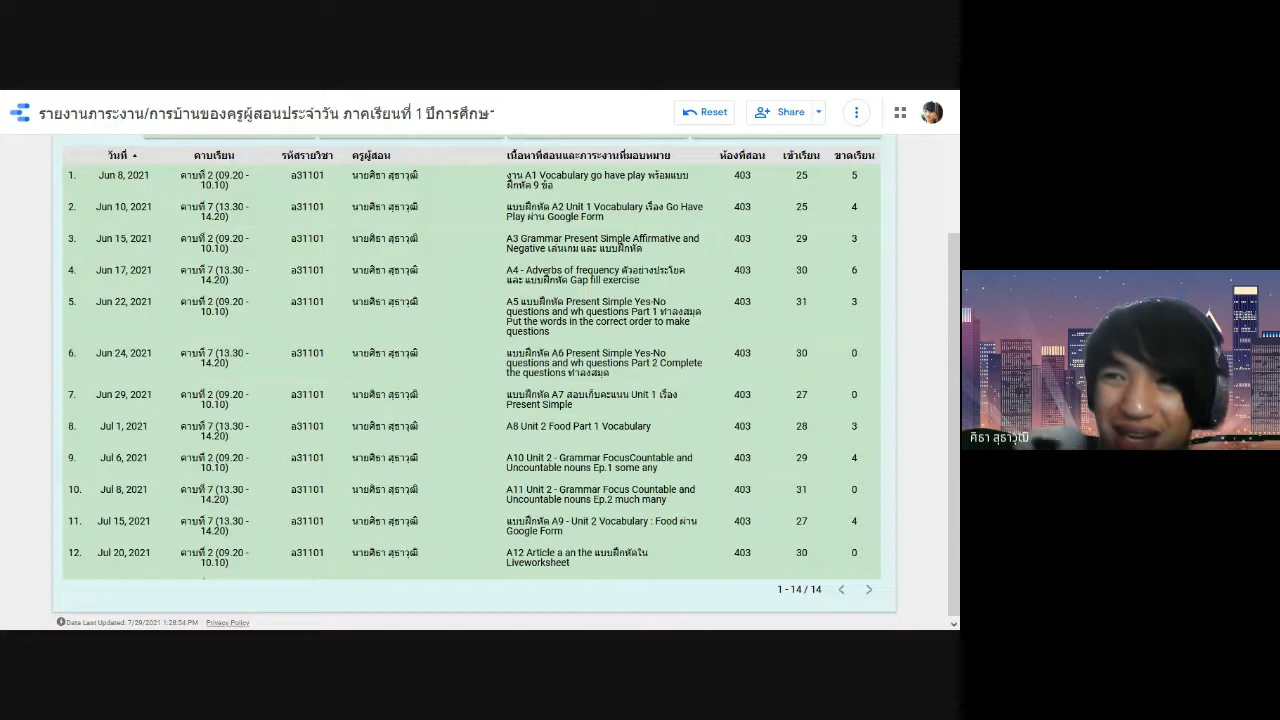 รายงานภาระงาน/การบ้านของครูผู้สอนประจำวัน ภาคเรียนที่ 1 ปีการศึกษ
Reset
Share
วันที่ คาบเรียน รหัสรายวิชา ครูผู้สอน เนื้อหาที่สอนและภาระงานที่มอบหมาย ห้องที่สอน เข้าเรียน ขาดเรียน
1. Jun 8, 2021 คาบที่ 2 (09.20 - อ31101 นายศิธา สุธาวุฒิ งาน A1 Vocabulary go have play พร้อมแบบ 403 25 5
10.10) ฝึกหัด 9 ข้อ
2. Jun 10, 2021 คาบที่ 7 (13.30 - อ31101 นายศิธา สุธาวุฒิ แบบฝึกหัด A2 Unit 1 Vocabulary เรื่อง Go Have 403 25 4
14.20) Play ผ่าน Google Form
3. Jun 15, 2021 คาบที่ 2 (09.20 - อ31101 นายศิธา สุธาวุฒิ A3 Grammar Present Simple Affirmative and 403 29 3
10.10) Negative เล่นเกม และ แบบฝึกหัด
4. Jun 17, 2021 คาบที่ 7 (13.30 - อ31101 นายศิธา สุธาวุฒิ A4 - Adverbs of frequency ตัวอย่างประโยค 403 30 6
14.20) และ แบบฝึกหัด Gap fill exercise
5. Jun 22, 2021 คาบที่ 2 (09.20 - อ31101 นายศิธา สุธาวุฒิ A5 แบบฝึกหัด Present Simple Yes-No 403 31 3
10.10) questions and wh questions Part 1 ทำลงสมุด
Put the words in the correct order to make
questions
6. Jun 24, 2021 คาบที่ 7 (13.30 - อ31101 นายศิธา สุธาวุฒิ แบบฝึกหัด A6 Present Simple Yes-No 403 30 0
14.20) questions and wh questions Part 2 Complete
the questions ทำลงสมุด
7. Jun 29, 2021 คาบที่ 2 (09.20 - อ31101 นายศิธา สุธาวุฒิ แบบฝึกหัด A7 สอบเก็บคะแนน Unit 1 เรื่อง 403 27 0
10.10) Present Simple
8. Jul 1, 2021 คาบที่ 7 (13.30 - อ31101 นายศิธา สุธาวุฒิ A8 Unit 2 Food Part 1 Vocabulary 403 28 3
14.20)
9. Jul 6, 2021 คาบที่ 2 (09.20 - อ31101 นายศิธา สุธาวุฒิ A10 Unit 2 - Grammar FocusCountable and 403 29 4
10.10) Uncountable nouns Ep.1 some any
10. Jul 8, 2021 คาบที่ 7 (13.30 - อ31101 นายศิธา สุธาวุฒิ A11 Unit 2 - Grammar Focus Countable and 403 31 0
14.20) Uncountable nouns Ep.2 much many
11. Jul 15, 2021 คาบที่ 7 (13.30 - อ31101 นายศิธา สุธาวุฒิ แบบฝึกหัด A9 - Unit 2 Vocabulary : Food ผ่าน 403 27 4
14.20) Google Form
12. Jul 20, 2021 คาบที่ 2 (09.20 - อ31101 นายศิธา สุธาวุฒิ A12 Article a an the แบบฝึกหัดใน 403 30 0
10.10) Liveworksheet
1 - 14 / 14
Data Last Updated: 7/29/2021 1:28:54 PM Privacy Policy
ศิธา สุธาวุฒิ